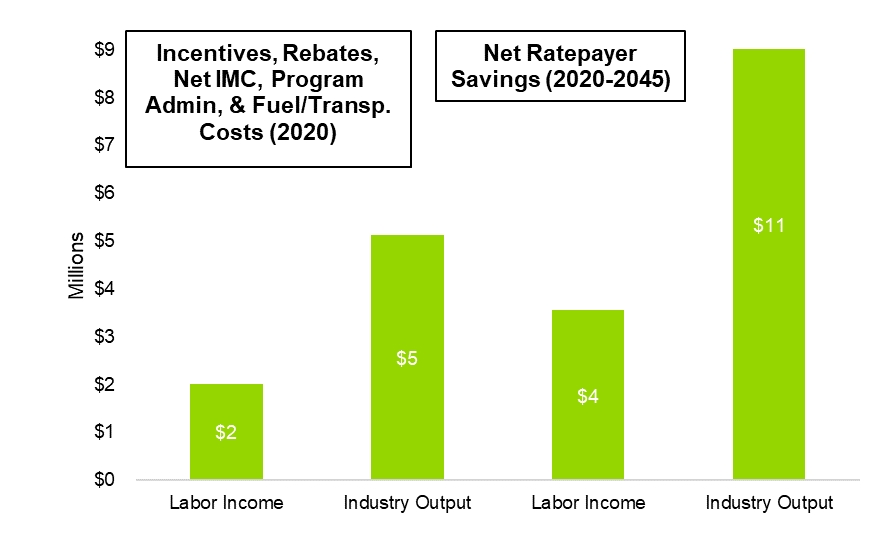 Incentives, Rebates,
Net IMC, Program
Admin, & Fuel/Transp.
Costs (2020)
Net Ratepayer
Savings (2020-2045)
Millions
$9
$8
$7
$6
$5
$4
$3
$2
$1
$0
$2
$5
$4
$11
Labor Income
Industry Output
Labor Income
Industry Output